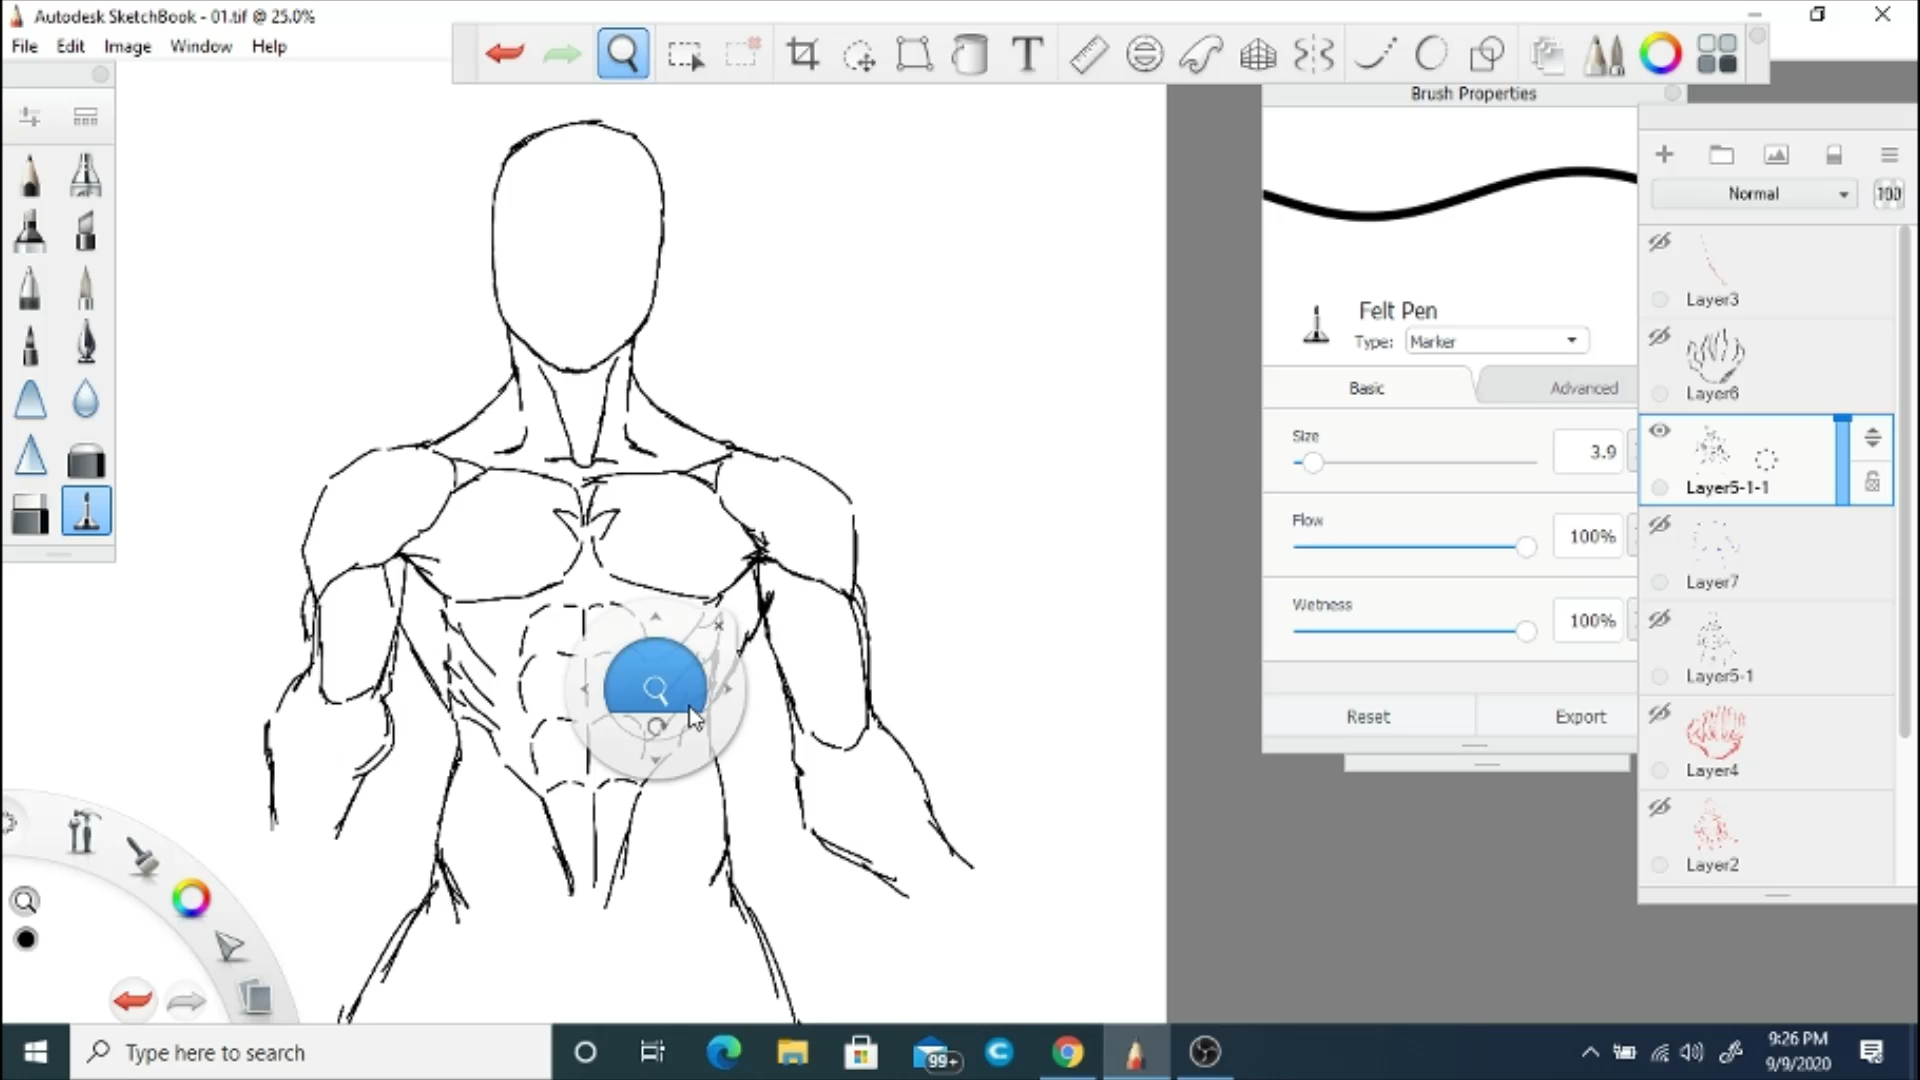 Autodesk SketchBook - 01.tif @ 25.0%
File Edit Image Window Help
T
Brush Properties
Normal 100
Felt Pen
Type: Marker
Basic Advanced
Size 3.9
Flow 100%
Wetness 100%
Reset Export
Layer3
Layer6
Layer5-1-1
Layer7
Layer5-1
Layer4
Layer2
Type here to search
99+
9:26 PM
9/9/2020